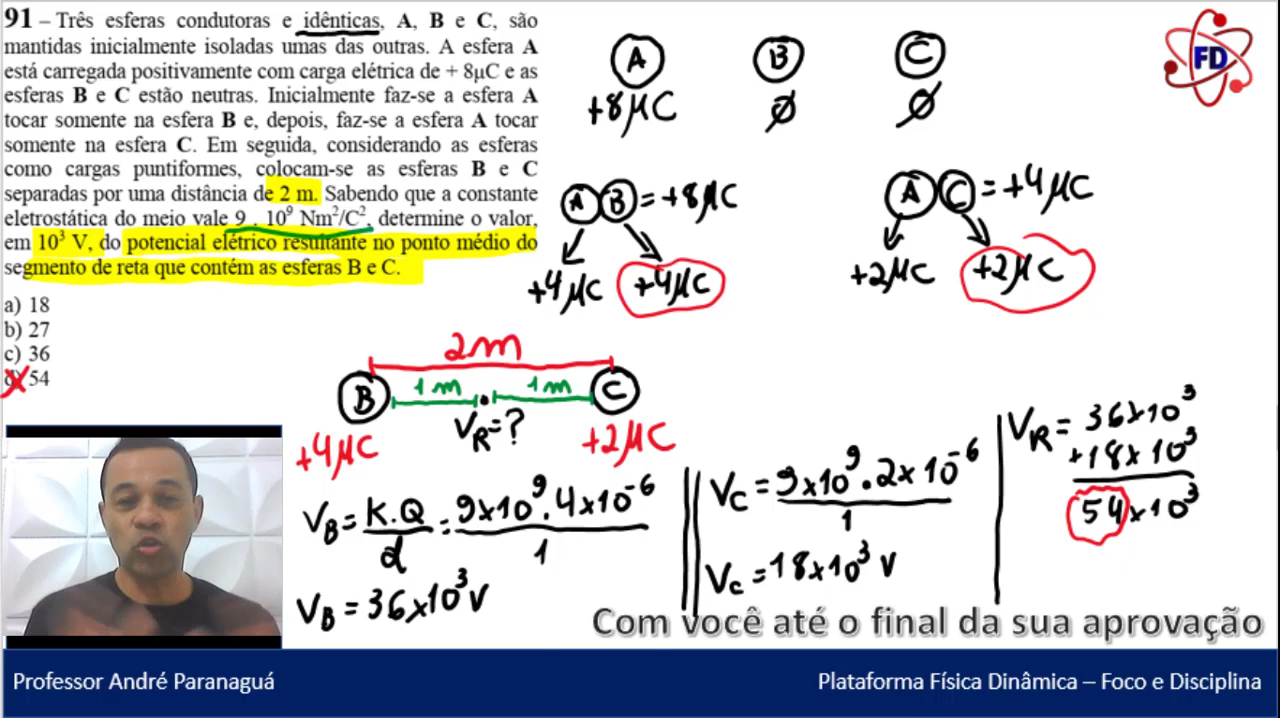 91 – Três esferas condutoras e idênticas, A, B e C, são
mantidas inicialmente isoladas umas das outras. A esfera A
está carregada positivamente com carga elétrica de + 8μC e as
esferas B e C estão neutras. Inicialmente faz-se a esfera A
tocar somente na esfera B e, depois, faz-se a esfera A tocar
somente na esfera C. Em seguida, considerando as esferas
como cargas puntiformes, colocam-se as esferas B e C
separadas por uma distância de 2 m. Sabendo que a constante
eletrostática do meio vale 9 . 10⁹ Nm²/C², determine o valor,
em 10³ V, do potencial elétrico resultante no ponto médio do
segmento de reta que contém as esferas B e C.
a) 18
b) 27
c) 36
d) 54
A B C
+8μC ∅ ∅
FD
A B = +8μC
+4μC +4μC
A C = +4μC
+2μC +2μC
2m
B 1m 1m C
+4μC V_R = ? +2μC
V_B = K.Q/d = 9x10⁹.4x10⁻⁶/1
V_B = 36x10³ V
V_C = 9x10⁹.2x10⁻⁶/1
V_C = 18x10³ V
V_R = 36x10³
+18x10³
54x10³
Com você até o final da sua aprovação
Professor André Paranaguá
Plataforma Física Dinâmica – Foco e Disciplina